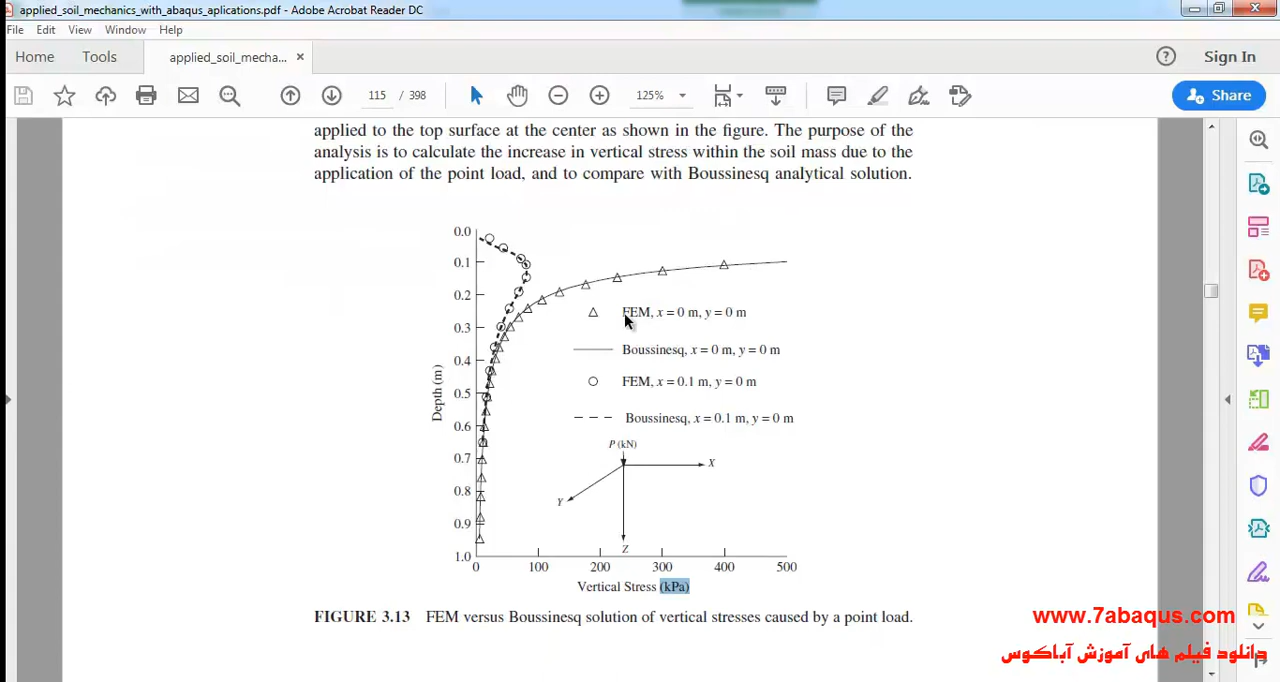 applied_soil_mechanics_with_abaqus_aplications.pdf - Adobe Acrobat Reader DC
File Edit View Window Help
Home Tools applied_soil_mecha... ×
? Sign In
115 / 398 125% Share
applied to the top surface at the center as shown in the figure. The purpose of the
analysis is to calculate the increase in vertical stress within the soil mass due to the
application of the point load, and to compare with Boussinesq analytical solution.
0.0
0.1
0.2
0.3
0.4
0.5
0.6
0.7
0.8
0.9
1.0
Depth (m)
FEM, x = 0 m, y = 0 m
Boussinesq, x = 0 m, y = 0 m
FEM, x = 0.1 m, y = 0 m
Boussinesq, x = 0.1 m, y = 0 m
P (kN)
X
Y
Z
0 100 200 300 400 500
Vertical Stress (kPa)
FIGURE 3.13 FEM versus Boussinesq solution of vertical stresses caused by a point load.
www.7abaqus.com
دانلود فیلم های آموزش آباکوس